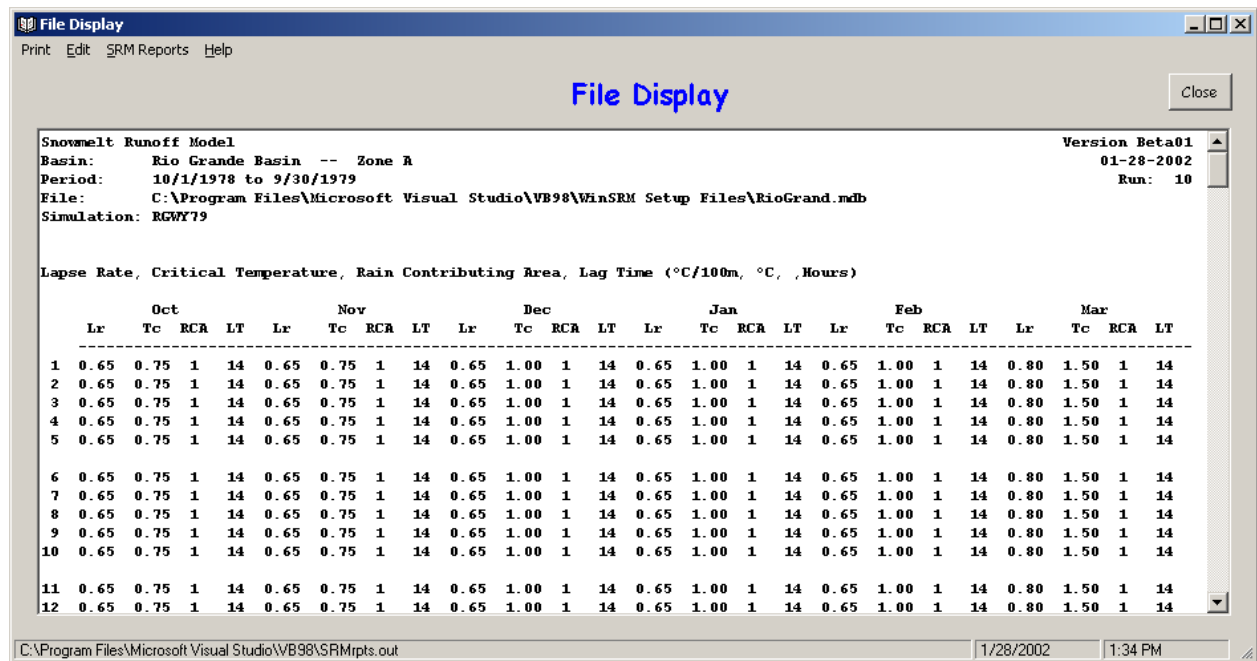 File Display
Print Edit SRM Reports Help
File Display
Close
Snowmelt Runoff Model Version Beta01
Basin: Rio Grande Basin -- Zone A 01-28-2002
Period: 10/1/1978 to 9/30/1979 Run: 10
File: C:\Program Files\Microsoft Visual Studio\VB98\WinSRM Setup Files\RioGrand.mdb
Simulation: RGWY79
Lapse Rate, Critical Temperature, Rain Contributing Area, Lag Time (°C/100m, °C, ,Hours)
Oct Nov Dec Jan Feb Mar
Lr Tc RCA LT Lr Tc RCA LT Lr Tc RCA LT Lr Tc RCA LT Lr Tc RCA LT Lr Tc RCA LT
--------------------------------------------------------------------------------
1 0.65 0.75 1 14 0.65 0.75 1 14 0.65 1.00 1 14 0.65 1.00 1 14 0.65 1.00 1 14 0.80 1.50 1 14
2 0.65 0.75 1 14 0.65 0.75 1 14 0.65 1.00 1 14 0.65 1.00 1 14 0.65 1.00 1 14 0.80 1.50 1 14
3 0.65 0.75 1 14 0.65 0.75 1 14 0.65 1.00 1 14 0.65 1.00 1 14 0.65 1.00 1 14 0.80 1.50 1 14
4 0.65 0.75 1 14 0.65 0.75 1 14 0.65 1.00 1 14 0.65 1.00 1 14 0.65 1.00 1 14 0.80 1.50 1 14
5 0.65 0.75 1 14 0.65 0.75 1 14 0.65 1.00 1 14 0.65 1.00 1 14 0.65 1.00 1 14 0.80 1.50 1 14
6 0.65 0.75 1 14 0.65 0.75 1 14 0.65 1.00 1 14 0.65 1.00 1 14 0.65 1.00 1 14 0.80 1.50 1 14
7 0.65 0.75 1 14 0.65 0.75 1 14 0.65 1.00 1 14 0.65 1.00 1 14 0.65 1.00 1 14 0.80 1.50 1 14
8 0.65 0.75 1 14 0.65 0.75 1 14 0.65 1.00 1 14 0.65 1.00 1 14 0.65 1.00 1 14 0.80 1.50 1 14
9 0.65 0.75 1 14 0.65 0.75 1 14 0.65 1.00 1 14 0.65 1.00 1 14 0.65 1.00 1 14 0.80 1.50 1 14
10 0.65 0.75 1 14 0.65 0.75 1 14 0.65 1.00 1 14 0.65 1.00 1 14 0.65 1.00 1 14 0.80 1.50 1 14
11 0.65 0.75 1 14 0.65 0.75 1 14 0.65 1.00 1 14 0.65 1.00 1 14 0.65 1.00 1 14 0.80 1.50 1 14
12 0.65 0.75 1 14 0.65 0.75 1 14 0.65 1.00 1 14 0.65 1.00 1 14 0.65 1.00 1 14 0.80 1.50 1 14
C:\Program Files\Microsoft Visual Studio\VB98\SRMrpts.out 1/28/2002 1:34 PM